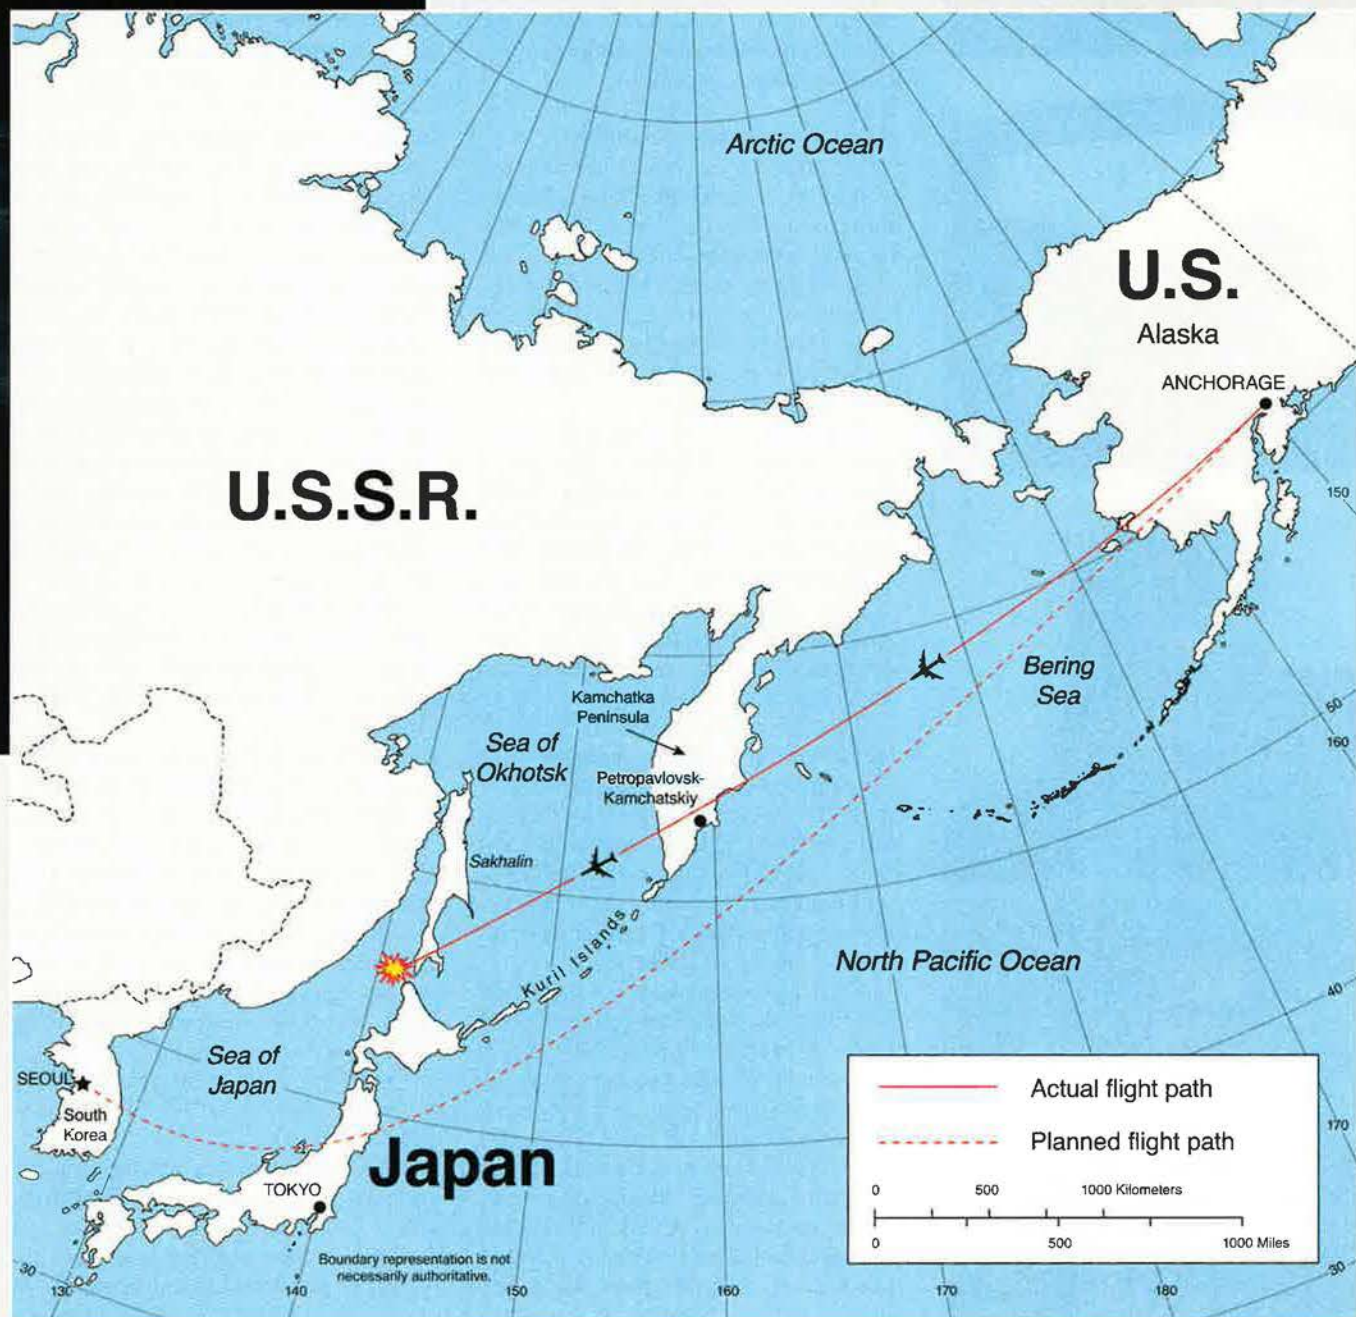 Arctic Ocean
U.S.
Alaska
ANCHORAGE
U.S.S.R.
150
Bering
Sea
Kamchatka
Peninsula
50
Sea of
Okhotsk
160
Petropavlovsk-
Kamchatskiy
Sakhalin
Kuril Islands
North Pacific Ocean
40
Sea of
Japan
SEOUL
South
Korea
Actual flight path
Planned flight path
170
Japan
TOKYO
0 500 1000 Kilometers
0 500 1000 Miles
Boundary representation is not
necessarily authoritative.
30
30
130 140 150 160 170 180